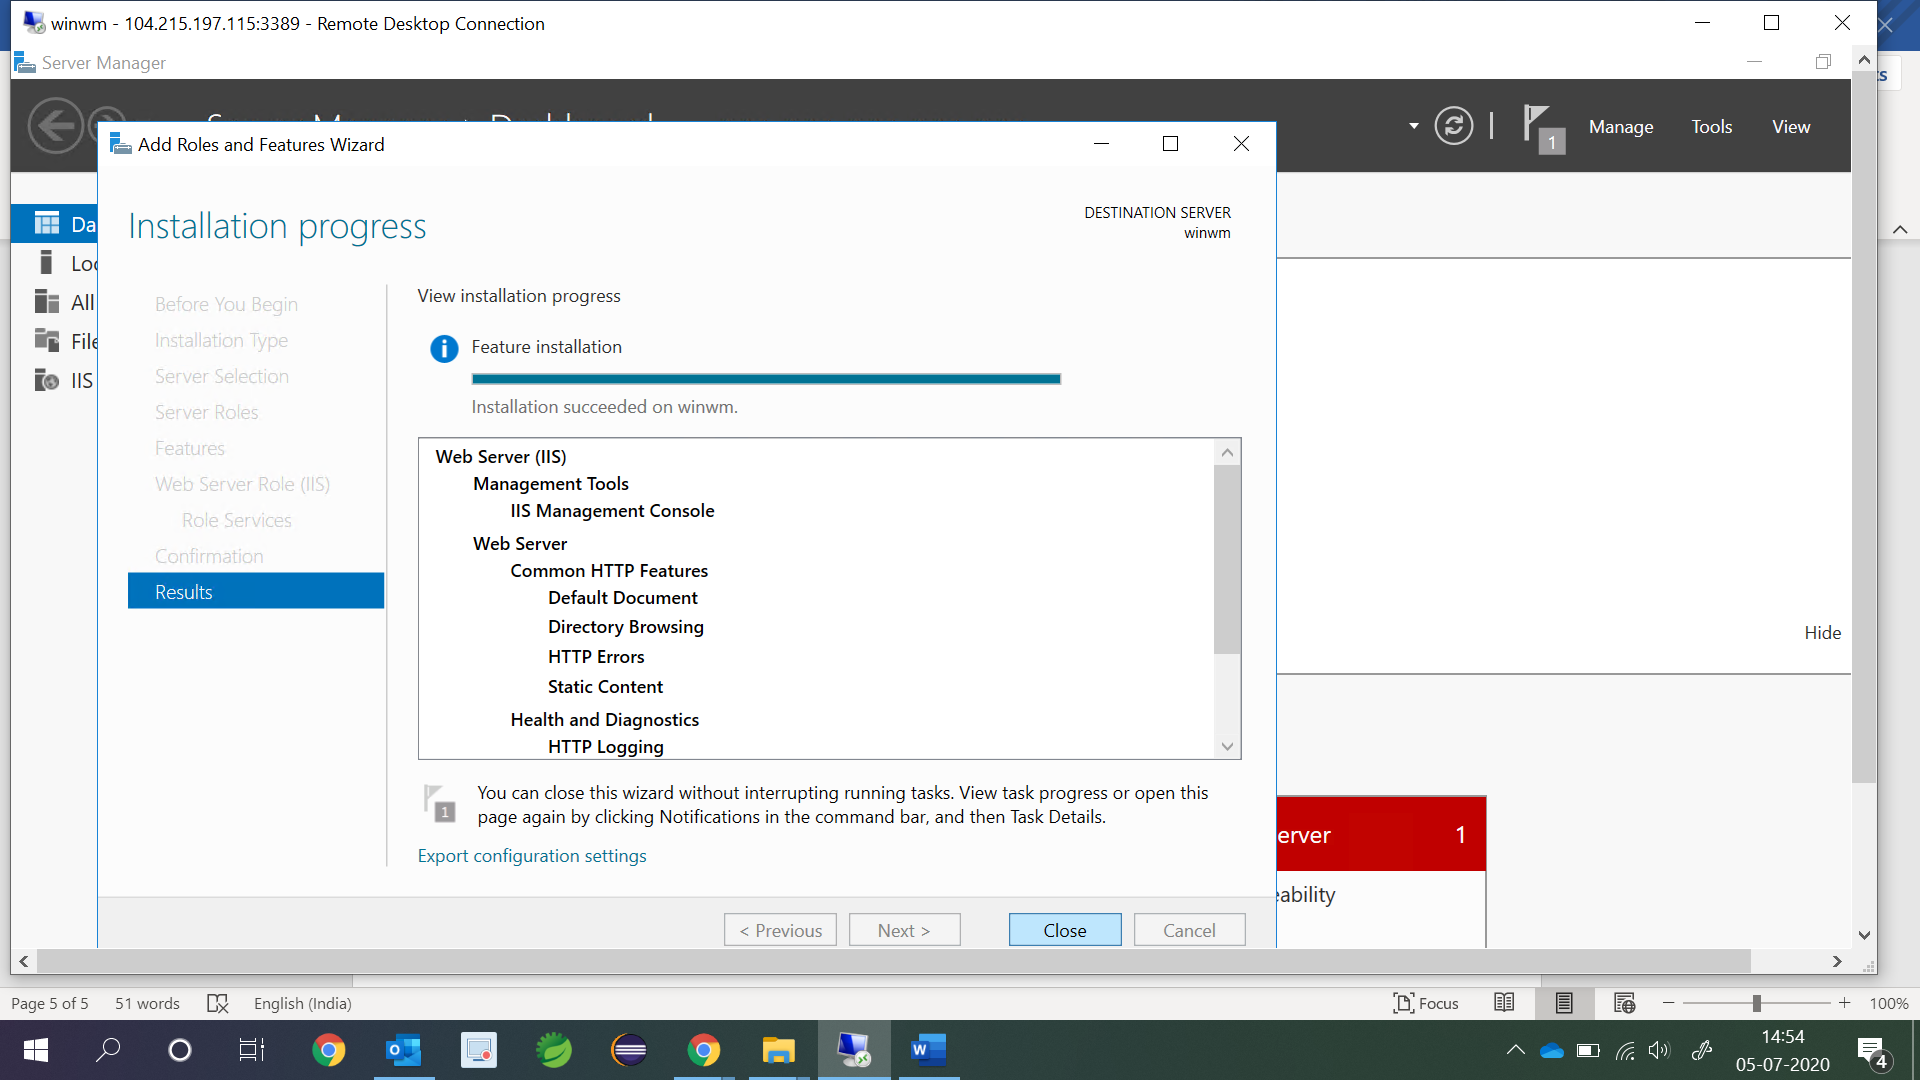 winwm - 104.215.197.115:3389 - Remote Desktop Connection
Server Manager
Manage
Tools
View
1
Add Roles and Features Wizard
Installation progress
DESTINATION SERVER
winwm
Before You Begin
Installation Type
Server Selection
Server Roles
Features
Web Server Role (IIS)
Role Services
Confirmation
Results
View installation progress
Feature installation
Installation succeeded on winwm.
Web Server (IIS)
Management Tools
IIS Management Console
Web Server
Common HTTP Features
Default Document
Directory Browsing
HTTP Errors
Static Content
Health and Diagnostics
HTTP Logging
1
You can close this wizard without interrupting running tasks. View task progress or open this
page again by clicking Notifications in the command bar, and then Task Details.
Export configuration settings
< Previous
Next >
Close
Cancel
Da
Loc
All
File
IIS
Hide
erver 1
eability
Page 5 of 5
51 words
English (India)
Focus
100%
14:54
05-07-2020
4